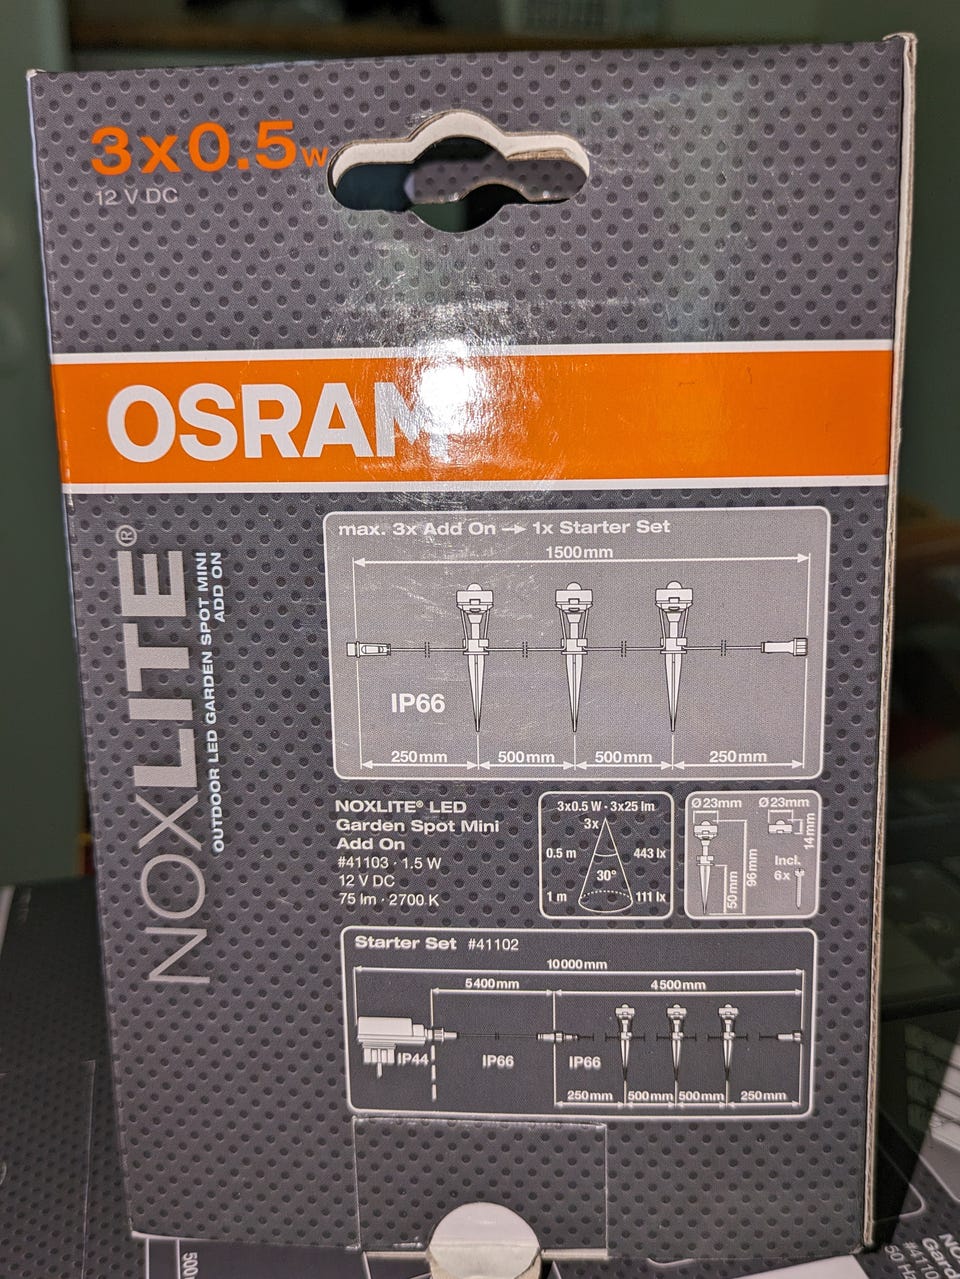 3x0.5 W
12 V DC
OSRAM
NOXLITE®
OUTDOOR LED GARDEN SPOT MINI
ADD ON
max. 3x Add On → 1x Starter Set
1500mm
IP66
250mm 500mm 500mm 250mm
NOXLITE® LED
Garden Spot Mini
Add On
#41103 · 1.5 W
12 V DC
75 lm · 2700 K
3x0.5 W · 3x25 lm
3x
0.5 m 443 lx
30°
1 m 111 lx
Ø23mm Ø23mm
14mm
96mm
50mm
Incl.
6x
Starter Set #41102
10000mm
5400mm 4500mm
IP44 IP66 IP66
250mm 500mm 500mm 250mm
500